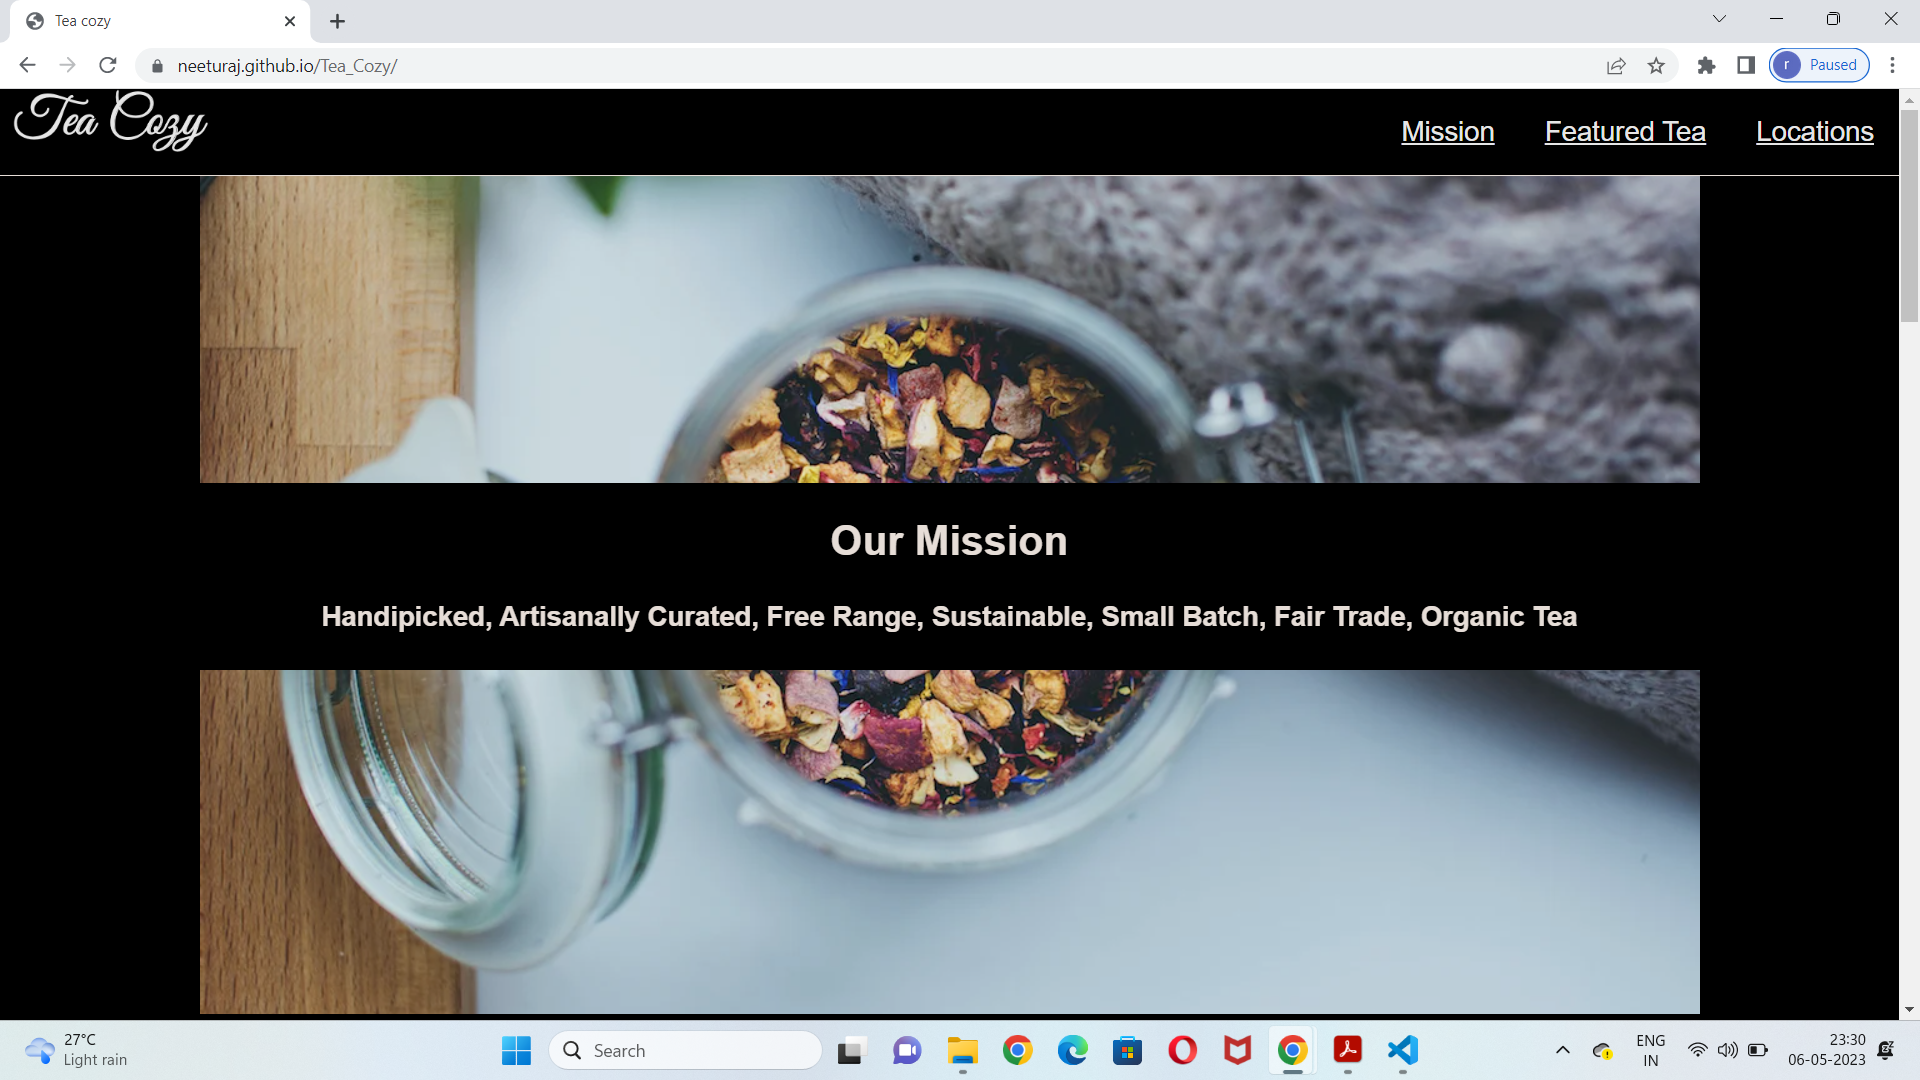 Tea cozy
neeturaj.github.io/Tea_Cozy/
r Paused
Tea Cozy
Mission Featured Tea Locations
Our Mission
Handipicked, Artisanally Curated, Free Range, Sustainable, Small Batch, Fair Trade, Organic Tea
27°C
Light rain
Search
ENG
IN
23:30
06-05-2023